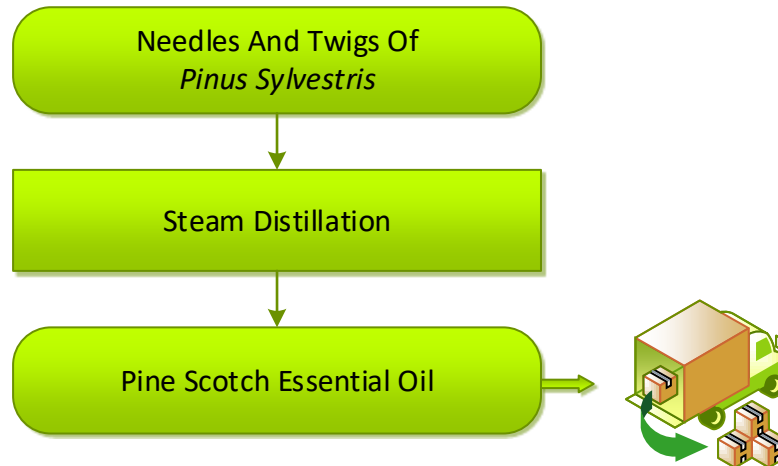 Needles And Twigs Of
Pinus Sylvestris
Steam Distillation
Pine Scotch Essential Oil